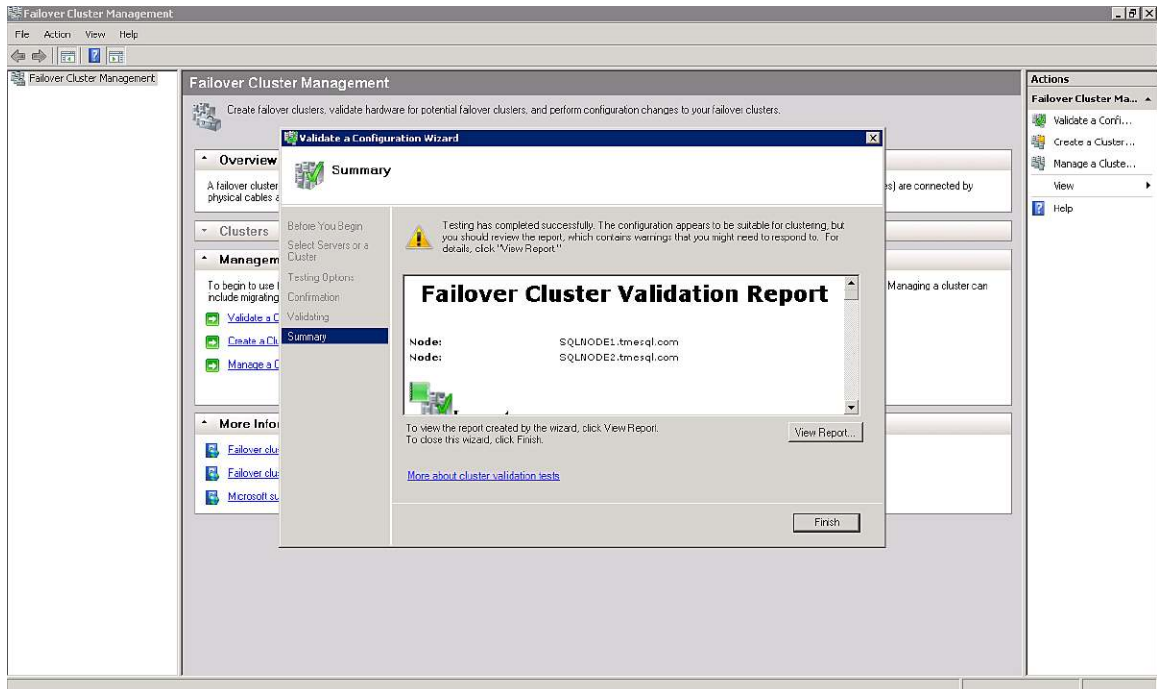 Failover Cluster Management
File Action View Help
Failover Cluster Management
Failover Cluster Management
Create failover clusters, validate hardware for potential failover clusters, and perform configuration changes to your failover clusters.
Overview
A failover cluster
es) are connected by
physical cables a
Clusters
Managem
To begin to use
Managing a cluster can
include migrating
Validate a C
Create a Clu
Manage a C
More Infor
Failover clu
Failover clu
Microsoft su
Validate a Configuration Wizard
Summary
Before You Begin
Select Servers or a
Cluster
Testing Options
Confirmation
Validating
Summary
Testing has completed successfully. The configuration appears to be suitable for clustering, but
you should review the report, which contains warnings that you might need to respond to. For
details, click "View Report."
Failover Cluster Validation Report
Node: SQLNODE1.tmesql.com
Node: SQLNODE2.tmesql.com
To view the report created by the wizard, click View Report.
To close this wizard, click Finish.
View Report...
More about cluster validation tests
Finish
Actions
Failover Cluster Ma...
Validate a Confi...
Create a Cluster...
Manage a Cluste...
View
Help